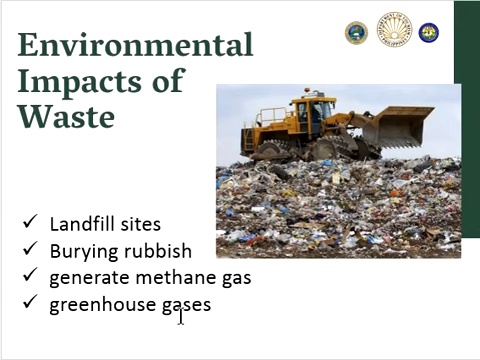 Environmental
Impacts of
Waste
Landfill sites
Burying rubbish
generate methane gas
greenhouse gases